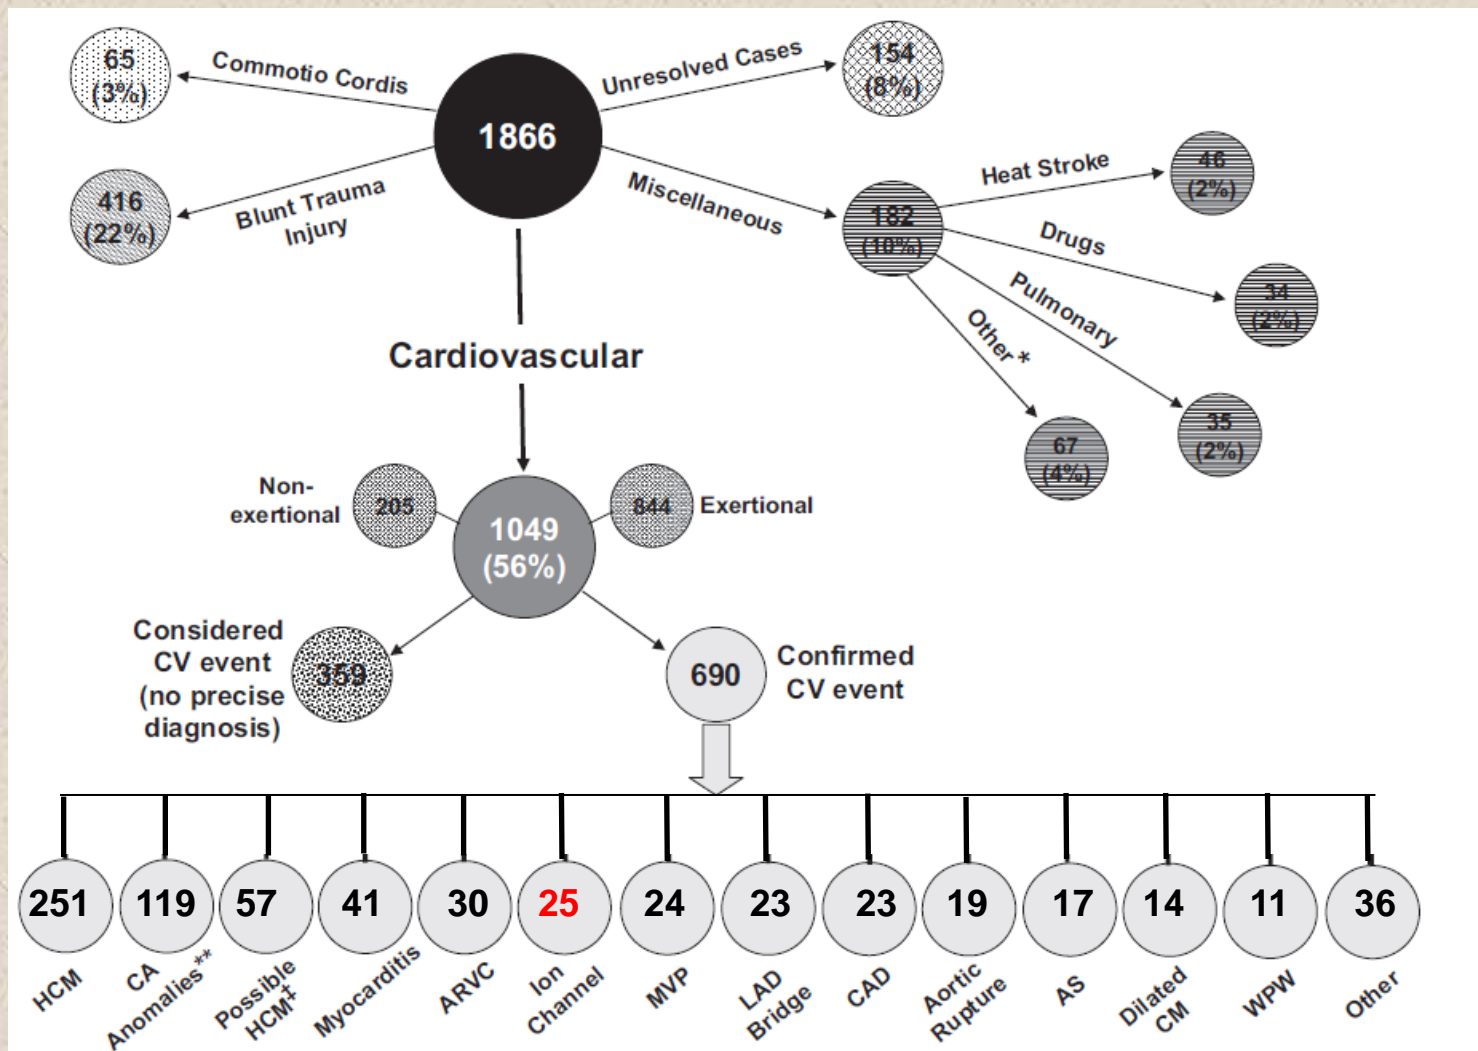 65
(3%)
Commotio Cordis
1866
Unresolved Cases
154
(8%)
416
(22%)
Blunt Trauma
Injury
Miscellaneous
182
(10%)
Heat Stroke
46
(2%)
Drugs
34
(2%)
Pulmonary
35
(2%)
Other *
67
(4%)
Cardiovascular
Non-
exertional
205
1049
(56%)
844
Exertional
Considered
CV event
(no precise
diagnosis)
359
690
Confirmed
CV event
251
119
57
41
30
25
24
23
23
19
17
14
11
36
HCM
CA
Anomalies**
Possible
HCM‡
Myocarditis
ARVC
Ion
Channel
MVP
LAD
Bridge
CAD
Aortic
Rupture
AS
Dilated
CM
WPW
Other